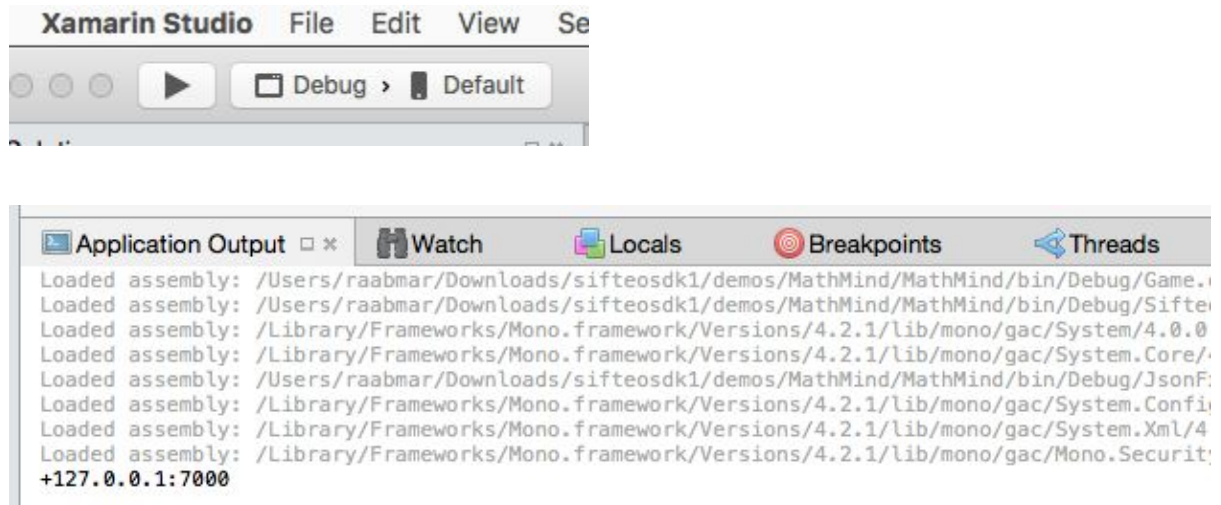 Xamarin Studio File Edit View Se
Debug › Default
Application Output Watch Locals Breakpoints Threads
Loaded assembly: /Users/raabmar/Downloads/sifteosdk1/demos/MathMind/MathMind/bin/Debug/Game.
Loaded assembly: /Users/raabmar/Downloads/sifteosdk1/demos/MathMind/MathMind/bin/Debug/Sifteo
Loaded assembly: /Library/Frameworks/Mono.framework/Versions/4.2.1/lib/mono/gac/System/4.0.0
Loaded assembly: /Library/Frameworks/Mono.framework/Versions/4.2.1/lib/mono/gac/System.Core/4
Loaded assembly: /Users/raabmar/Downloads/sifteosdk1/demos/MathMind/MathMind/bin/Debug/JsonFx
Loaded assembly: /Library/Frameworks/Mono.framework/Versions/4.2.1/lib/mono/gac/System.Config
Loaded assembly: /Library/Frameworks/Mono.framework/Versions/4.2.1/lib/mono/gac/System.Xml/4
Loaded assembly: /Library/Frameworks/Mono.framework/Versions/4.2.1/lib/mono/gac/Mono.Security
+127.0.0.1:7000